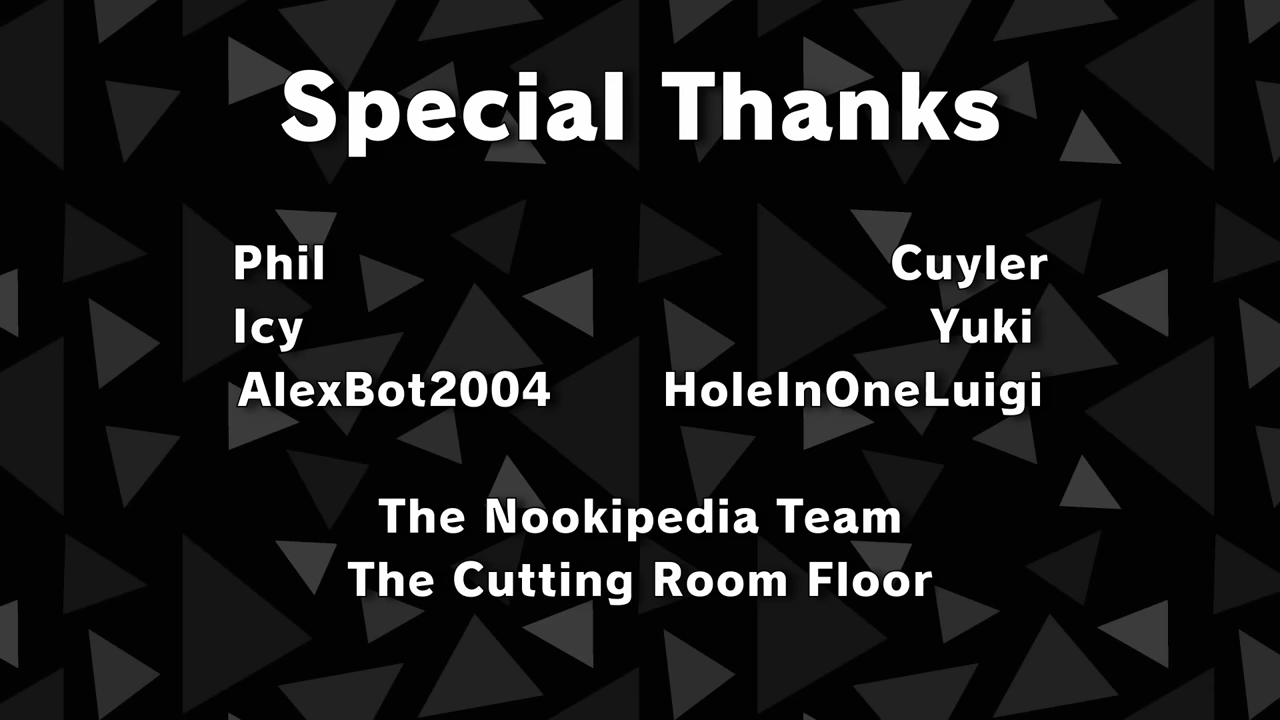 Special Thanks
Phil Cuyler
Icy Yuki
AlexBot2004 HoleInOneLuigi
The Nookipedia Team
The Cutting Room Floor